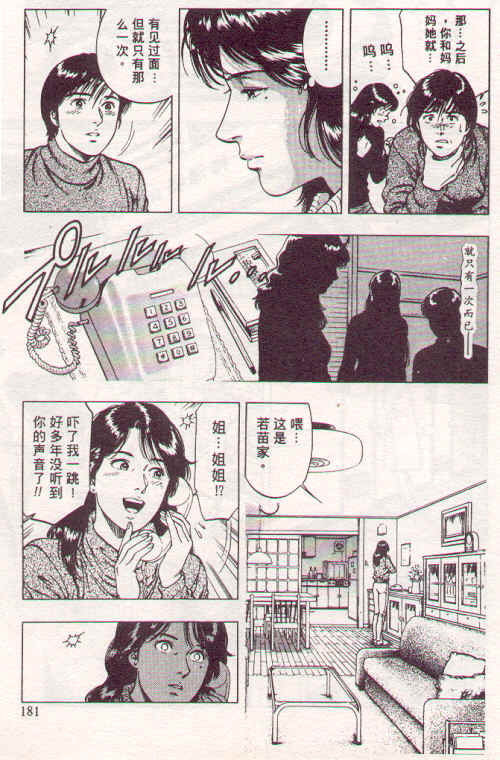 那…之后
，你和妈
妈她就…
呜…
呜…
…………
有见过面…
但就只有那
么一次。
就只有一次而已——
ルルルル…
喂…
这是
若苗家。
姐…姐姐!?
吓了我一跳！
好多年没听到
你的声音了!!
181